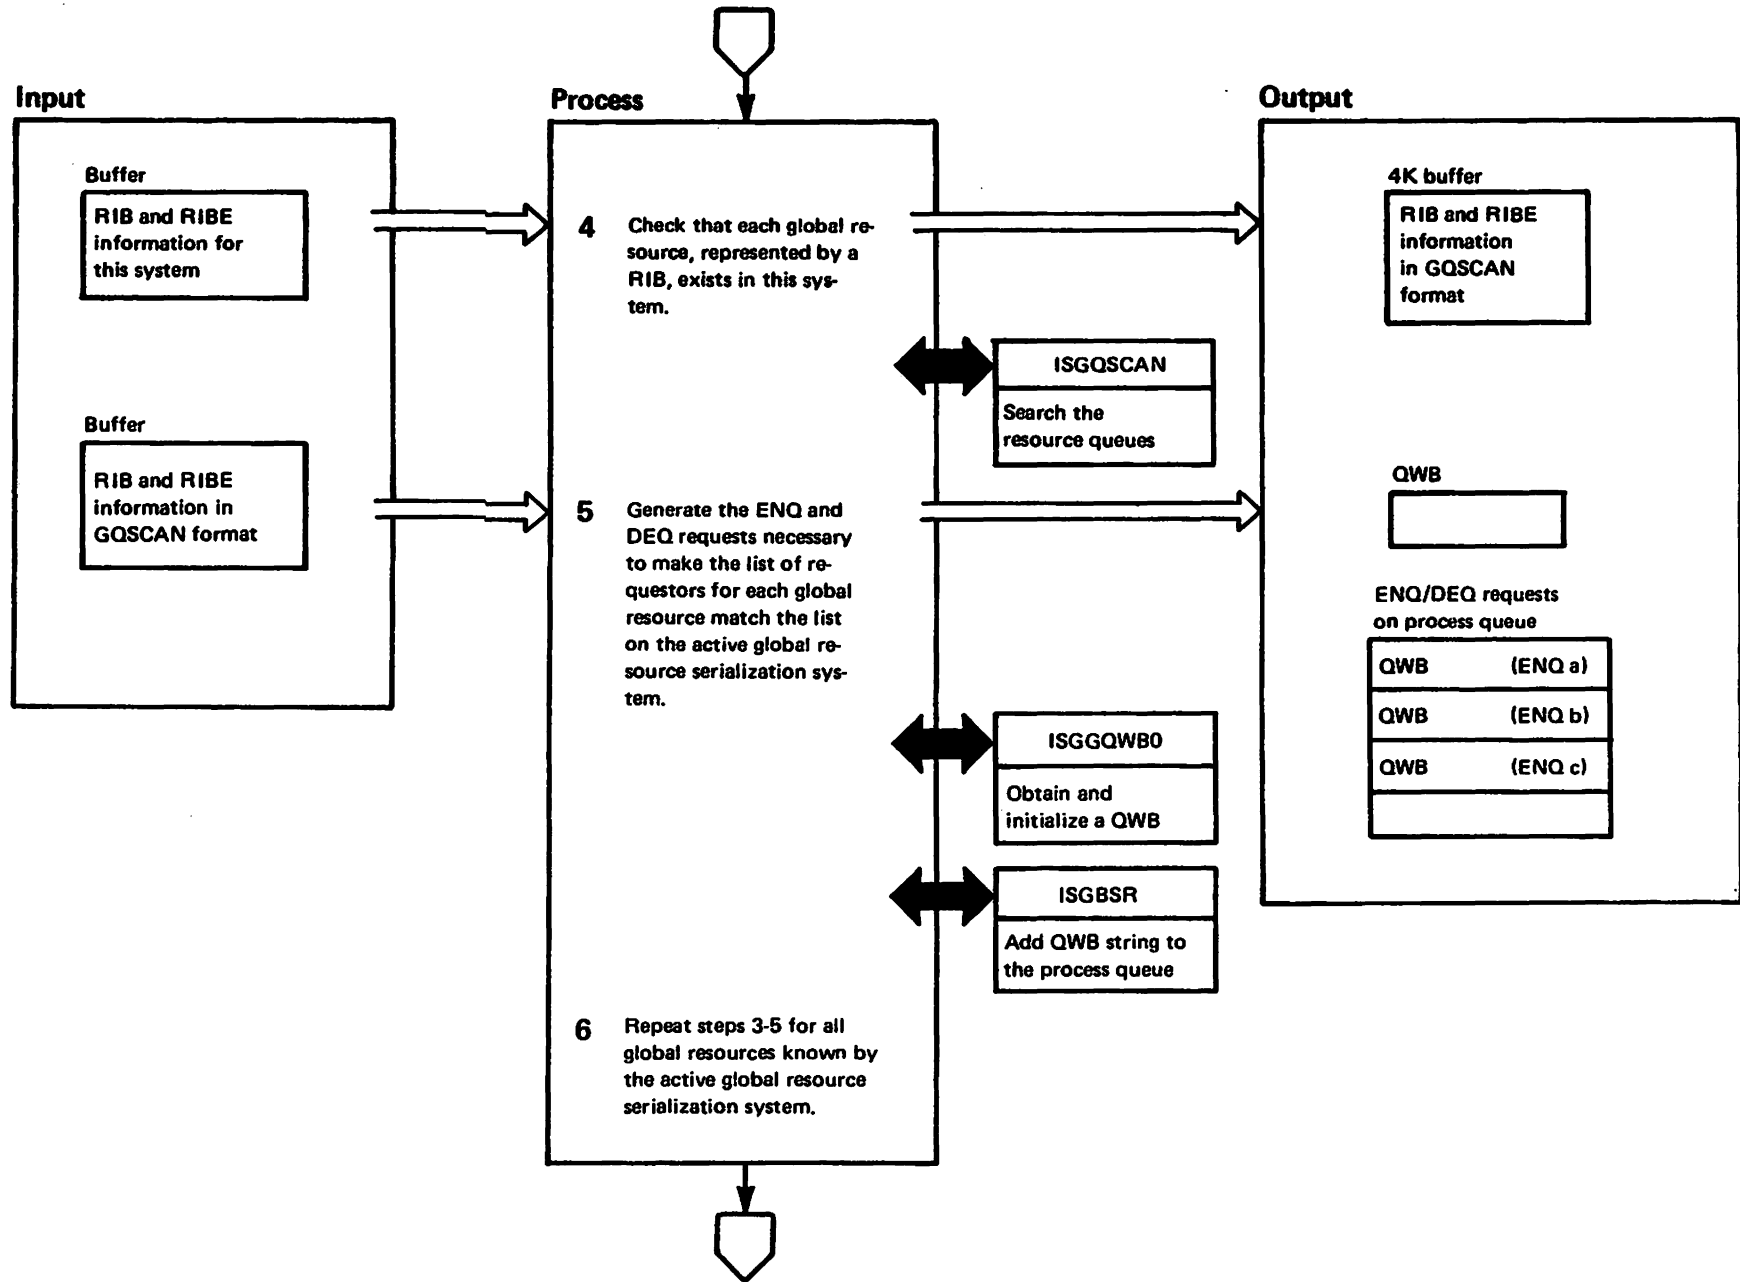 Input
Process
Output
Buffer
RIB and RIBE
information for
this system
Buffer
RIB and RIBE
information in
GQSCAN format
4 Check that each global re-
source, represented by a
RIB, exists in this sys-
tem.
ISGQSCAN
Search the
resource queues
5 Generate the ENQ and
DEQ requests necessary
to make the list of re-
questors for each global
resource match the list
on the active global re-
source serialization sys-
tem.
ISGGQWB0
Obtain and
initialize a QWB
ISGBSR
Add QWB string to
the process queue
6 Repeat steps 3-5 for all
global resources known by
the active global resource
serialization system.
4K buffer
RIB and RIBE
information
in GQSCAN
format
QWB
ENQ/DEQ requests
on process queue
QWB (ENQ a)
QWB (ENQ b)
QWB (ENQ c)